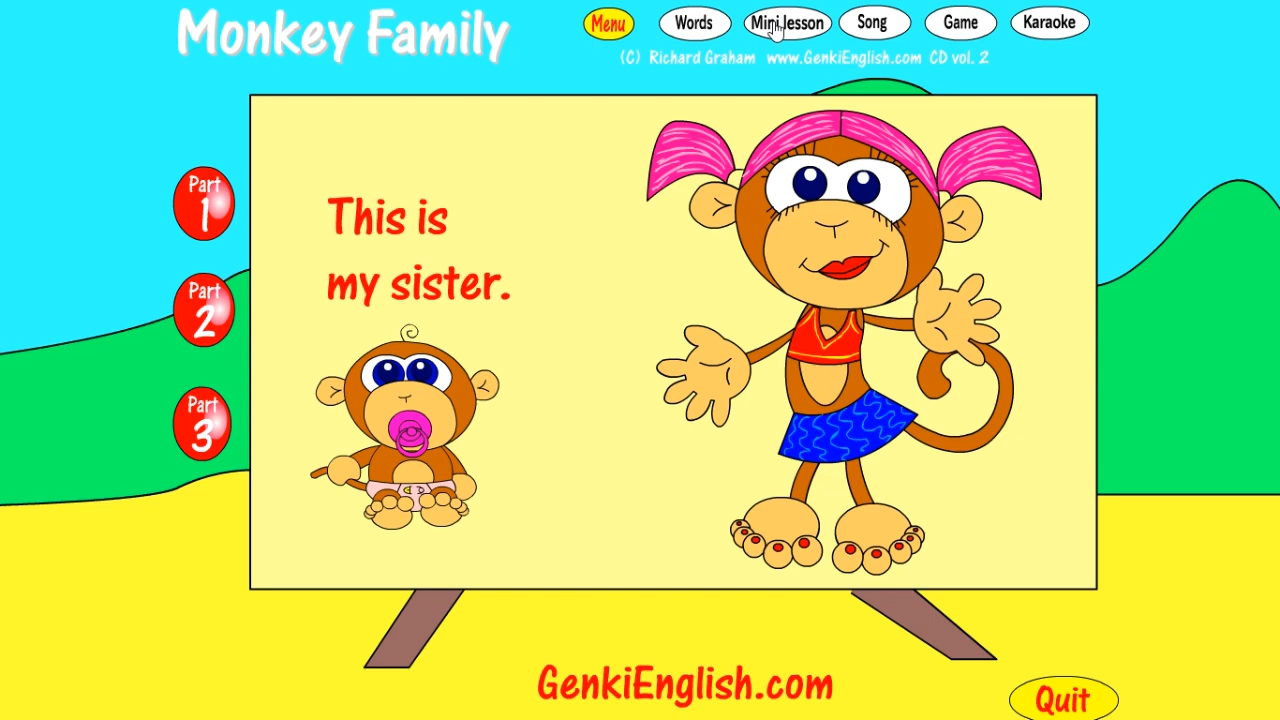 Monkey Family
Menu
Words
Mini lesson
Song
Game
Karaoke
(C) Richard Graham www.GenkiEnglish.com CD vol. 2
Part
1
Part
2
Part
3
This is
my sister.
GenkiEnglish.com
Quit